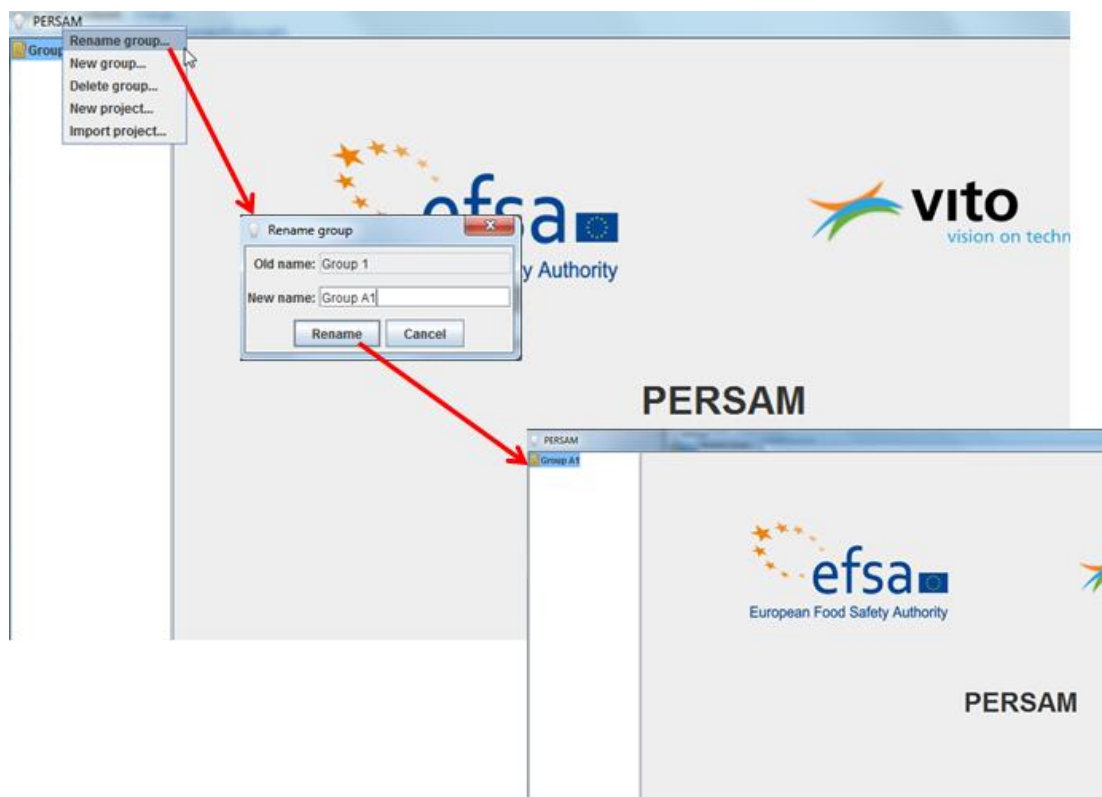 PERSAM
Group
Rename group...
New group...
Delete group...
New project...
Import project...
efsa
y Authority
vito
vision on techn
Rename group
Old name: Group 1
New name: Group A1
Rename Cancel
PERSAM
PERSAM
Group A1
efsa
European Food Safety Authority
PERSAM